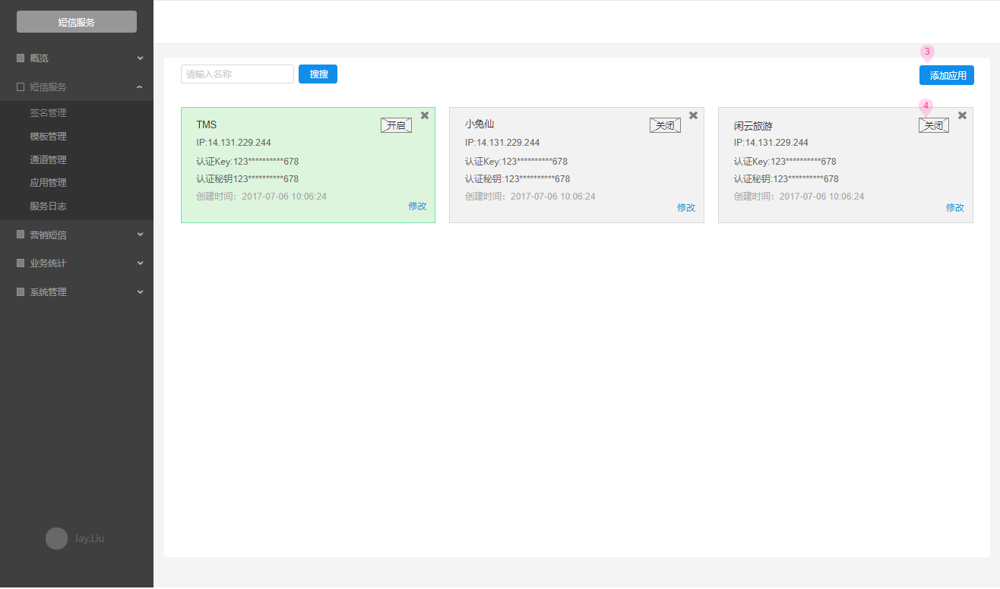 短信服务
概览
短信服务
签名管理
模板管理
通道管理
应用管理
服务日志
营销短信
业务统计
系统管理
Jay.Liu
请输入名称
搜搜
3
添加应用
TMS
开启
IP:14.131.229.244
认证Key:123**********678
认证秘钥123**********678
创建时间：2017-07-06 10:06:24
修改
小兔仙
关闭
IP:14.131.229.244
认证Key:123**********678
认证秘钥:123**********678
创建时间：2017-07-06 10:06:24
修改
4
闲云旅游
关闭
IP:14.131.229.244
认证Key:123**********678
认证秘钥:123**********678
创建时间：2017-07-06 10:06:24
修改